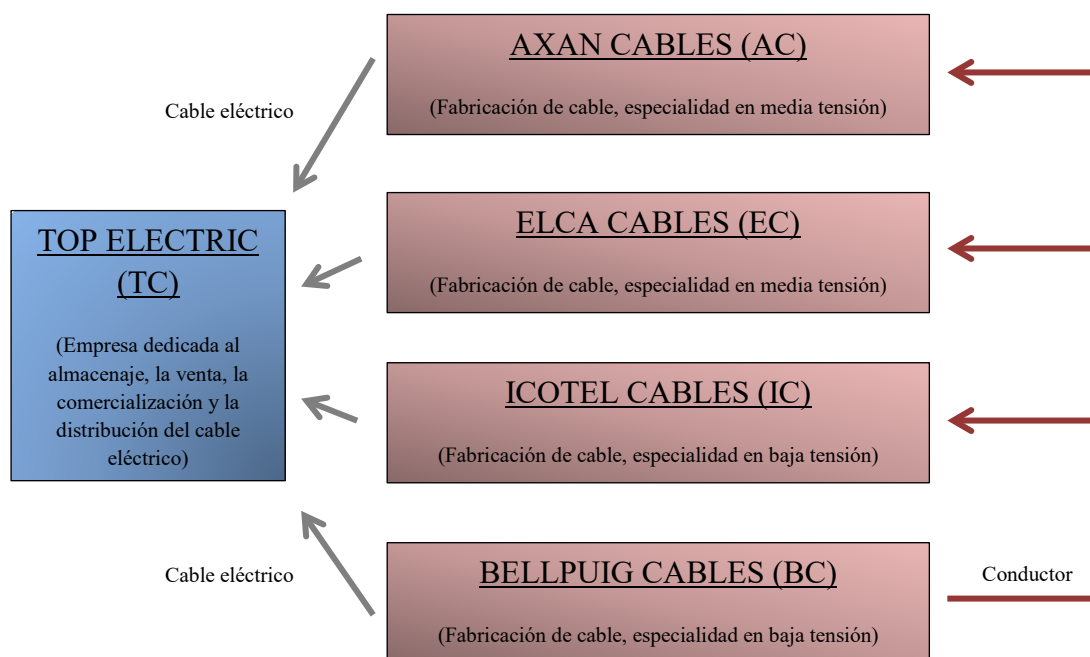 AXAN CABLES (AC)
(Fabricación de cable, especialidad en media tensión)
Cable eléctrico
ELCA CABLES (EC)
(Fabricación de cable, especialidad en media tensión)
TOP ELECTRIC
(TC)
(Empresa dedicada al
almacenaje, la venta, la
comercialización y la
distribución del cable
eléctrico)
ICOTEL CABLES (IC)
(Fabricación de cable, especialidad en baja tensión)
Cable eléctrico
BELLPUIG CABLES (BC)
(Fabricación de cable, especialidad en baja tensión)
Conductor